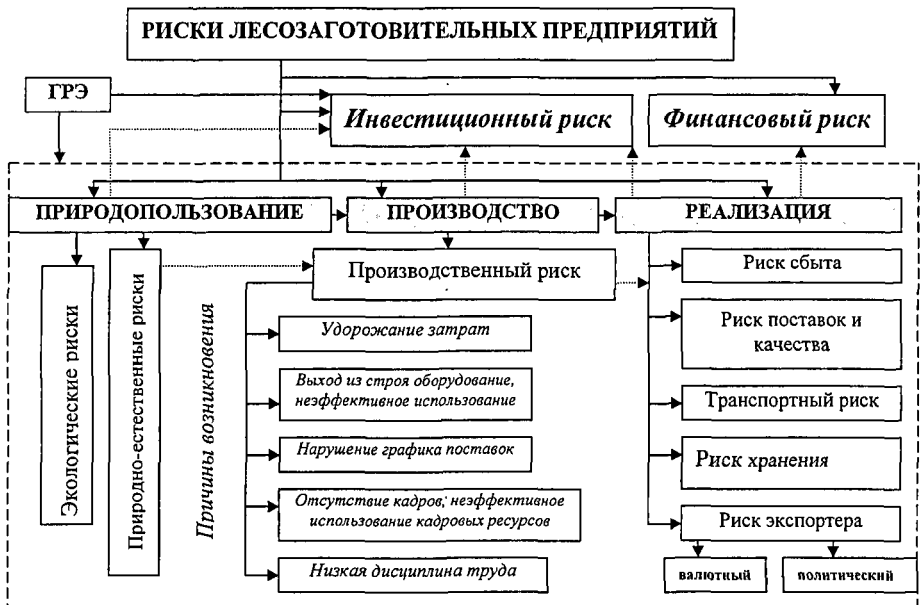 РИСКИ ЛЕСОЗАГОТОВИТЕЛЬНЫХ ПРЕДПРИЯТИЙ
ГРЭ
Инвестиционный риск
Финансовый риск
ПРИРОДОПОЛЬЗОВАНИЕ
ПРОИЗВОДСТВО
РЕАЛИЗАЦИЯ
Экологические риски
Природно-естественные риски
Производственный риск
Причины возникновения
Удорожание затрат
Выход из строя оборудование,
неэффективное использование
Нарушение графика поставок
Отсутствие кадров; неэффективное
использование кадровых ресурсов
Низкая дисциплина труда
Риск сбыта
Риск поставок и
качества
Транспортный риск
Риск хранения
Риск экспортера
валютный
политический